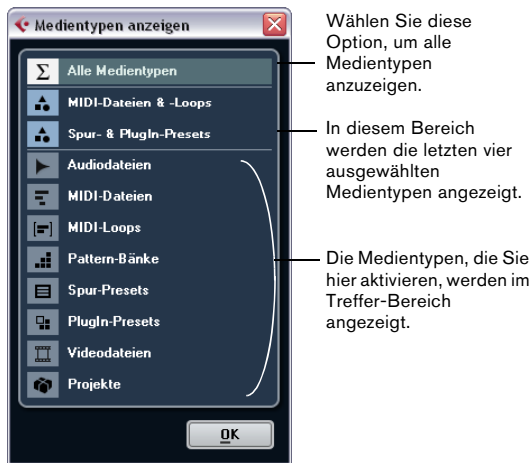 Medientypen anzeigen
Alle Medientypen
MIDI-Dateien & -Loops
Spur- & PlugIn-Presets
Audiodateien
MIDI-Dateien
MIDI-Loops
Pattern-Bänke
Spur-Presets
PlugIn-Presets
Videodateien
Projekte
OK
Wählen Sie diese
Option, um alle
Medientypen
anzuzeigen.
In diesem Bereich
werden die letzten vier
ausgewählten
Medientypen angezeigt.
Die Medientypen, die Sie
hier aktivieren, werden im
Treffer-Bereich
angezeigt.